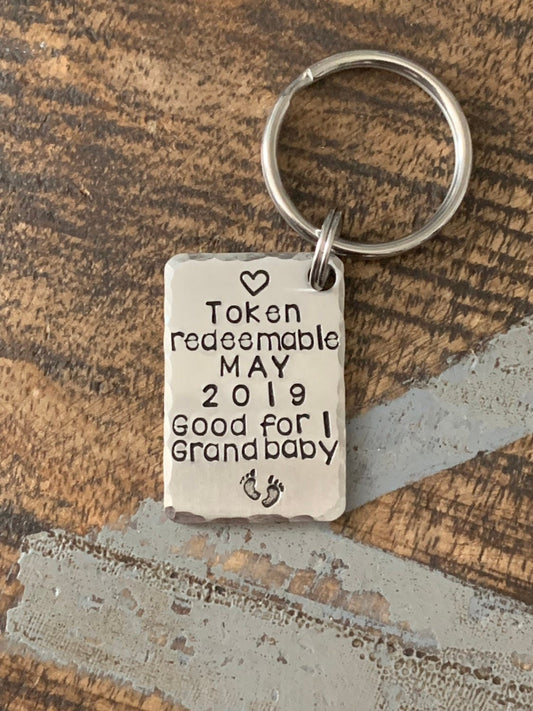 Token
redeemable
MAY
2019
Good for 1
Grandbaby